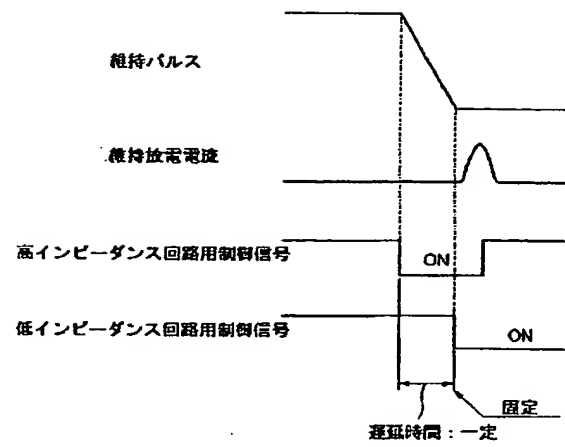 維持パルス
維持放電電流
高インピーダンス回路用制御信号
ON
低インピーダンス回路用制御信号
ON
固定
遅延時間：一定